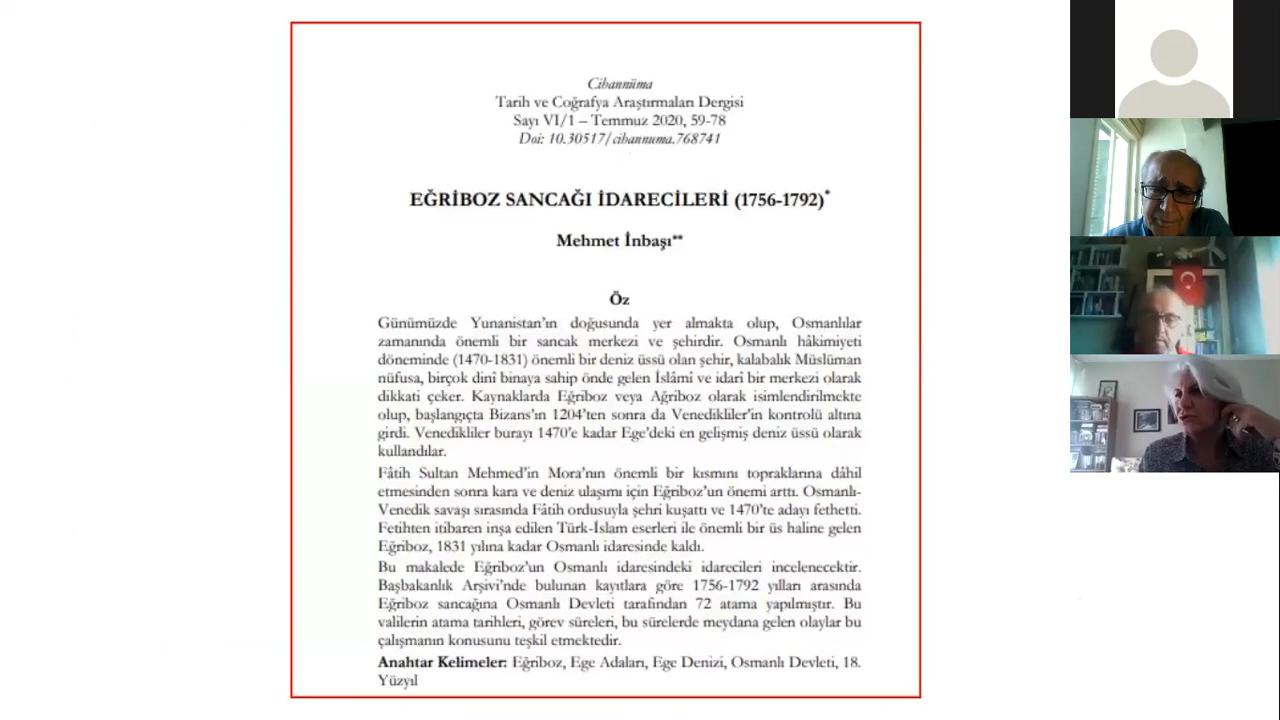 Cihannüma
Tarih ve Coğrafya Araştırmaları Dergisi
Sayı VI/1 – Temmuz 2020, 59-78
Doi: 10.30517/cihannuma.768741
EĞRİBOZ SANCAĞI İDARECİLERİ (1756-1792)*
Mehmet İnbaşı**
Öz
Günümüzde Yunanistan'ın doğusunda yer almakta olup, Osmanlılar
zamanında önemli bir sancak merkezi ve şehirdir. Osmanlı hâkimiyeti
döneminde (1470-1831) önemli bir deniz üssü olan şehir, kalabalık Müslüman
nüfusa, birçok dinî binaya sahip önde gelen İslâmî ve idarî bir merkezi olarak
dikkati çeker. Kaynaklarda Eğriboz veya Ağriboz olarak isimlendirilmekte
olup, başlangıçta Bizans'ın 1204'ten sonra da Venedikliler'in kontrolü altına
girdi. Venedikliler burayı 1470'e kadar Ege'deki en gelişmiş deniz üssü olarak
kullandılar.
Fâtih Sultan Mehmed'in Mora'nın önemli bir kısmını topraklarına dâhil
etmesinden sonra kara ve deniz ulaşımı için Eğriboz'un önemi arttı. Osmanlı-
Venedik savaşı sırasında Fâtih ordusuyla şehri kuşattı ve 1470'te adayı fethetti.
Fetihten itibaren inşa edilen Türk-İslam eserleri ile önemli bir üs haline gelen
Eğriboz, 1831 yılına kadar Osmanlı idaresinde kaldı.
Bu makalede Eğriboz'un Osmanlı idaresindeki idarecileri incelenecektir.
Başbakanlık Arşivi'nde bulunan kayıtlara göre 1756-1792 yılları arasında
Eğriboz sancağına Osmanlı Devleti tarafından 72 atama yapılmıştır. Bu
valilerin atama tarihleri, görev süreleri, bu sürelerde meydana gelen olaylar bu
çalışmanın konusunu teşkil etmektedir.
Anahtar Kelimeler: Eğriboz, Ege Adaları, Ege Denizi, Osmanlı Devleti, 18.
Yüzyıl